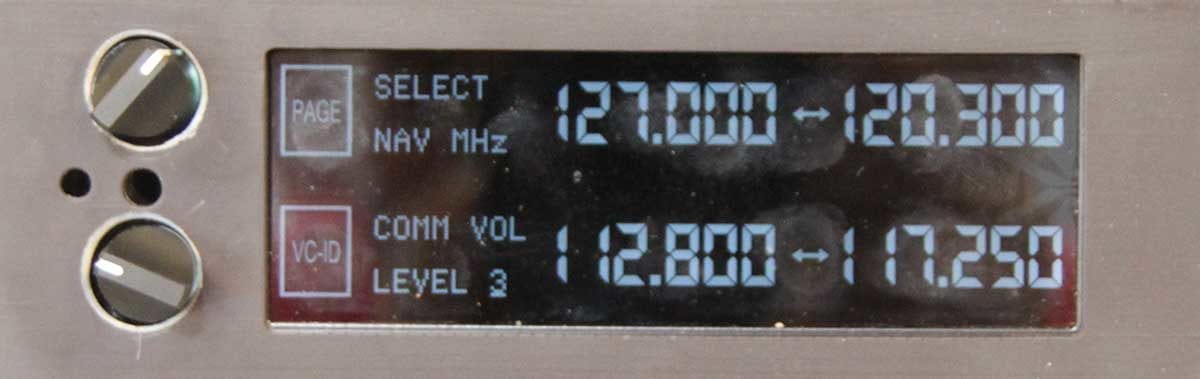 PAGE SELECT NAV MHz 127.000 ↔ 120.300
VC-ID COMM VOL LEVEL 3 112.800 ↔ 117.250